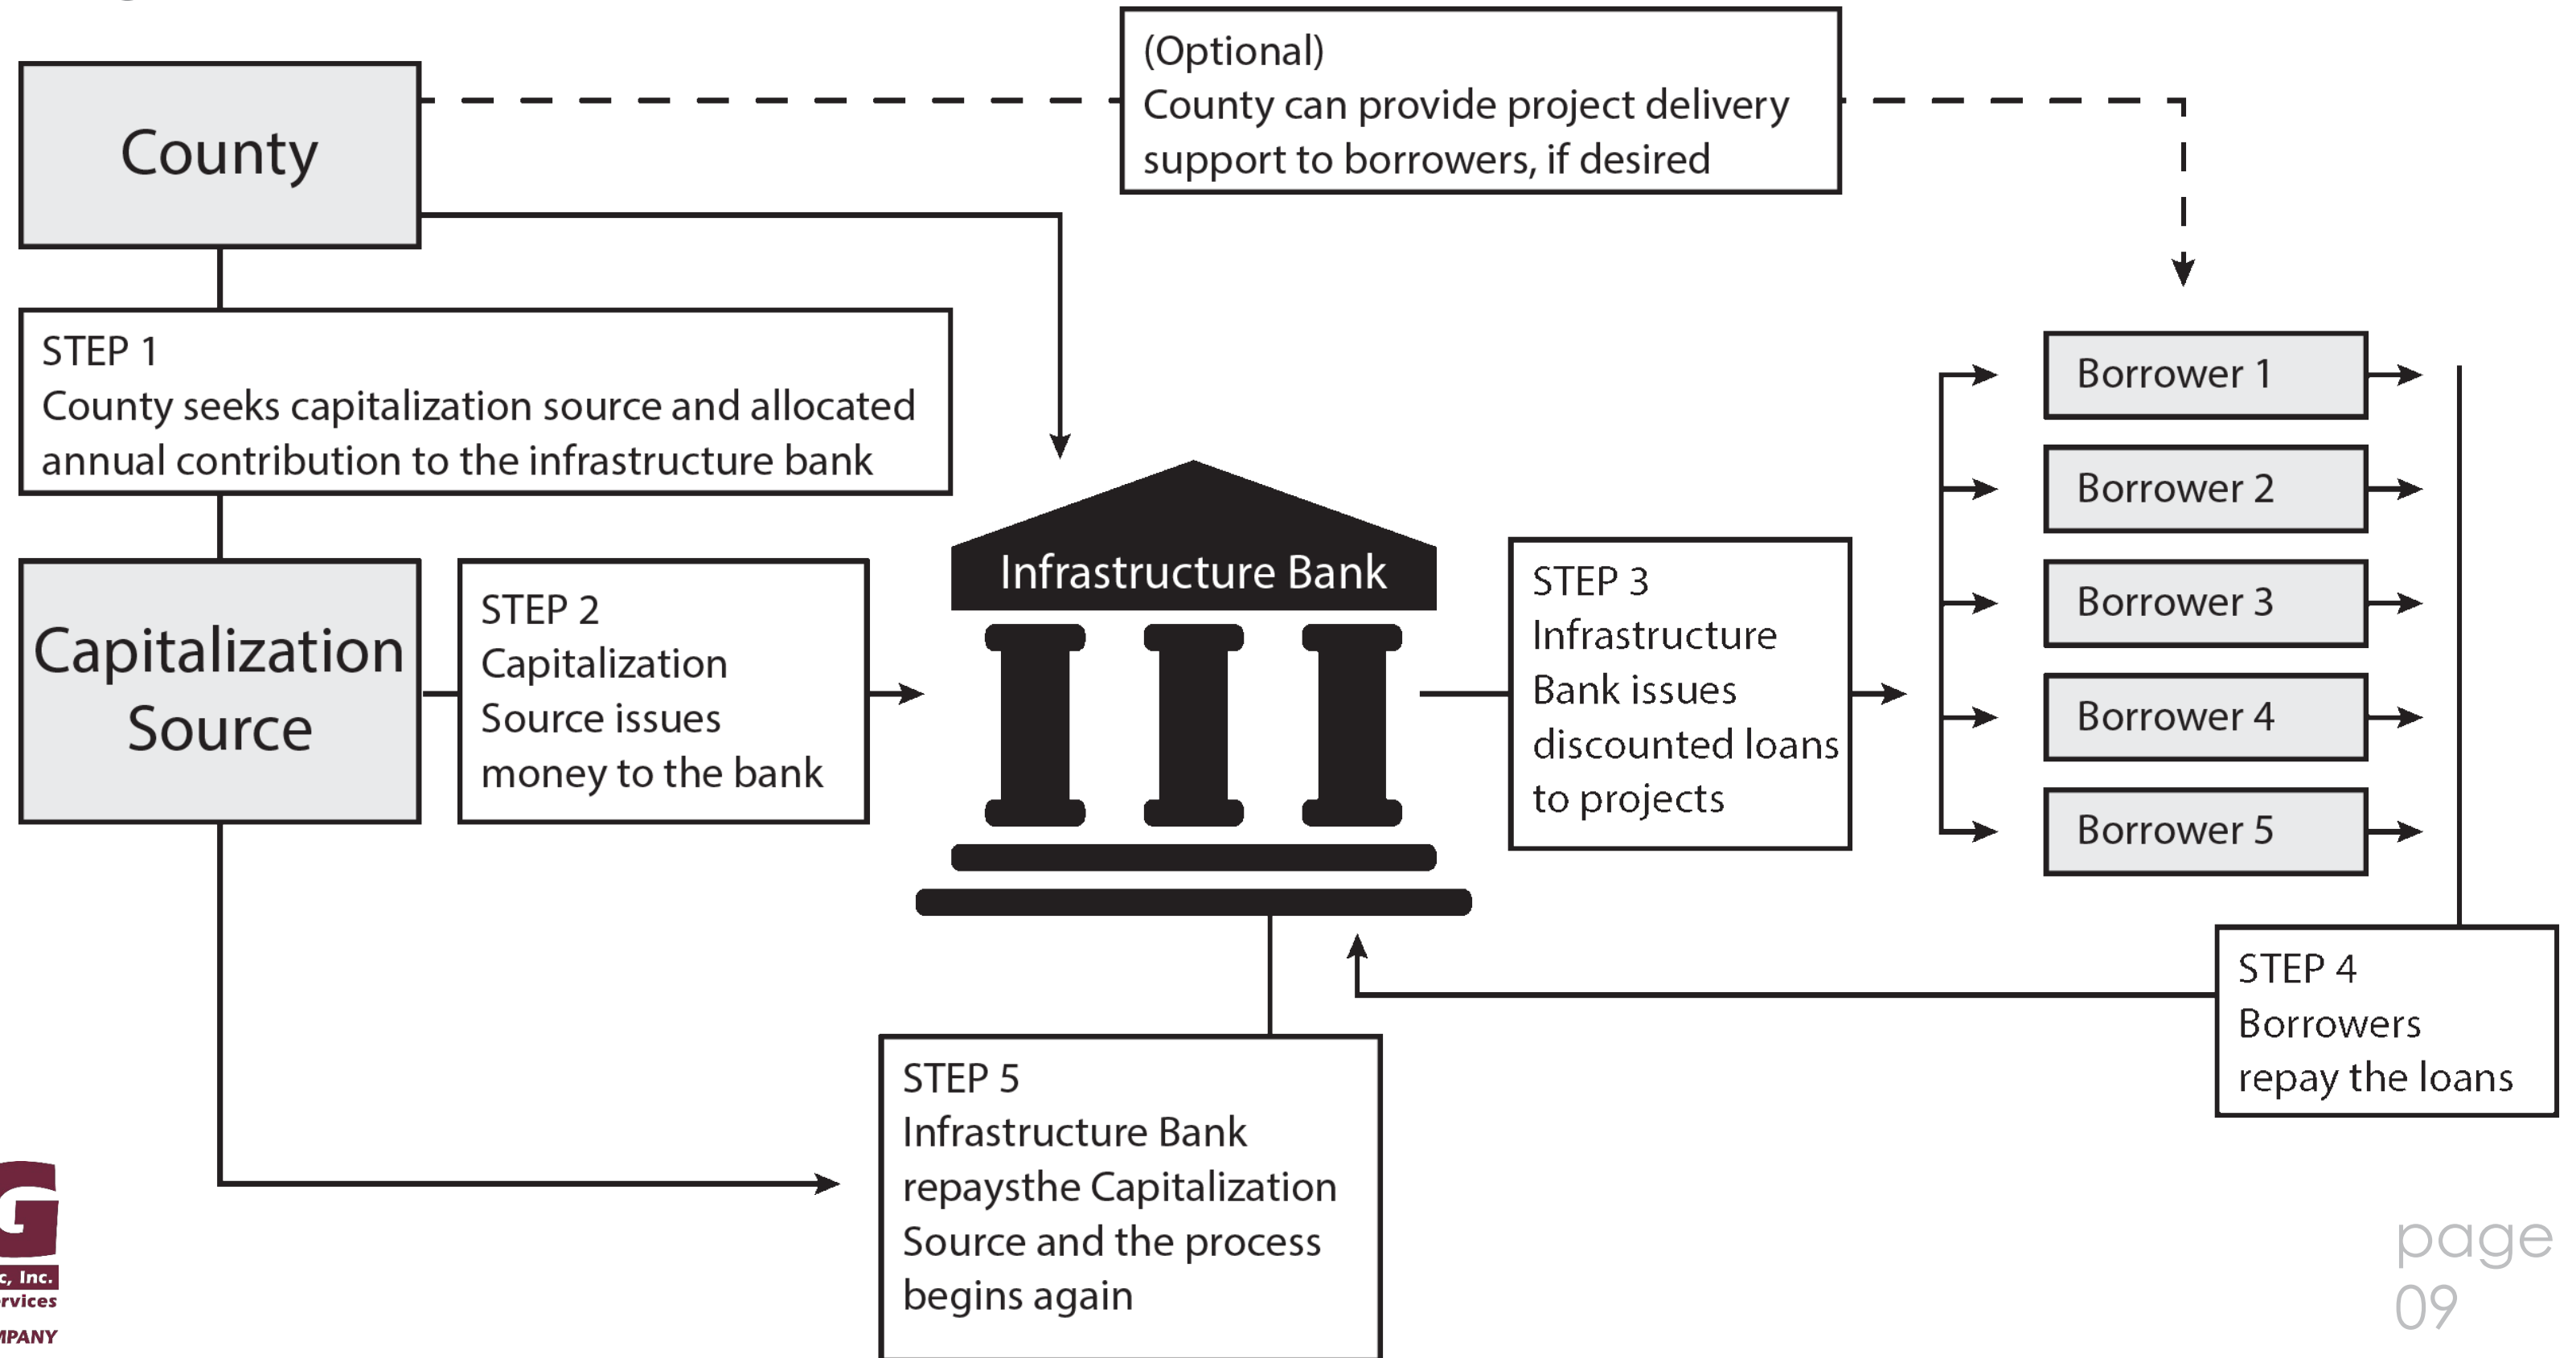 (Optional)
County can provide project delivery
support to borrowers, if desired
County
STEP 1
County seeks capitalization source and allocated
annual contribution to the infrastructure bank
Capitalization
Source
STEP 2
Capitalization
Source issues
money to the bank
Infrastructure Bank
STEP 3
Infrastructure
Bank issues
discounted loans
to projects
Borrower 1
Borrower 2
Borrower 3
Borrower 4
Borrower 5
STEP 4
Borrowers
repay the loans
STEP 5
Infrastructure Bank
repaysthe Capitalization
Source and the process
begins again
G
Inc.
page
09